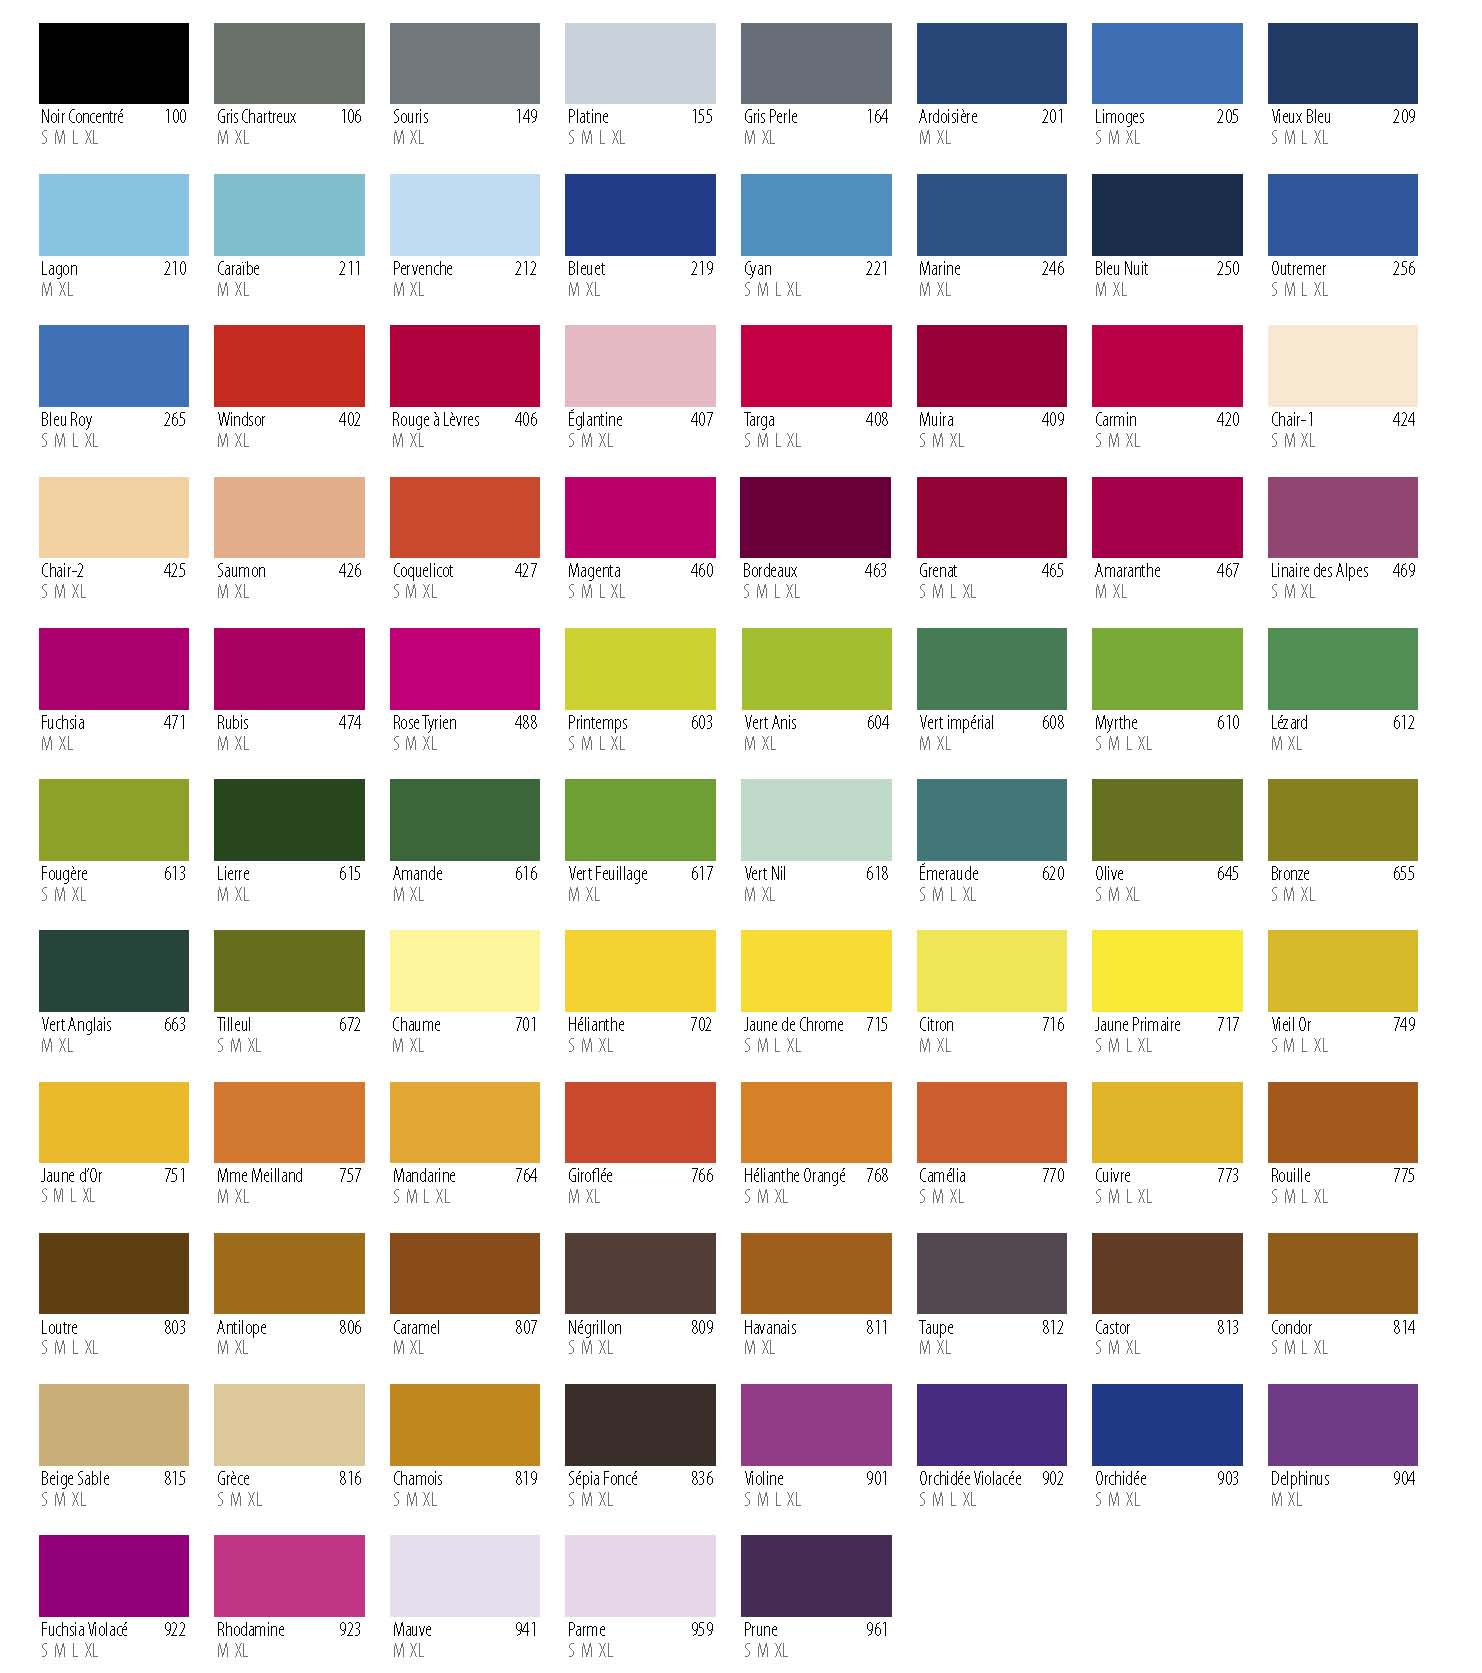 Noir Concentré 100 Gris Chartreux 106 Souris 149 Platine 155 Gris Perle 164 Ardoisière 201 Limoges 205 Vieux Bleu 209
S M L XL M XL M XL S M L XL M XL M XL S M XL S M L XL
Lagon 210 Caraïbe 211 Pervenche 212 Bleuet 219 Cyan 221 Marine 246 Bleu Nuit 250 Outremer 256
M XL M XL M XL M XL S M L XL M XL M XL S M L XL
Bleu Roy 265 Windsor 402 Rouge à Lèvres 406 Églantine 407 Targa 408 Muira 409 Carmin 420 Chair-1 424
S M L XL M XL M XL S M XL S M L XL S M XL S M XL S M XL
Chair-2 425 Saumon 426 Coquelicot 427 Magenta 460 Bordeaux 463 Grenat 465 Amaranthe 467 Linaire des Alpes 469
S M XL M XL S M XL S M L XL S M L XL S M L XL M XL S M XL
Fuchsia 471 Rubis 474 Rose Tyrien 488 Printemps 603 Vert Anis 604 Vert impérial 608 Myrthe 610 Lézard 612
M XL M XL S M XL S M L XL M XL M XL S M L XL M XL
Fougère 613 Lierre 615 Amande 616 Vert Feuillage 617 Vert Nil 618 Émeraude 620 Olive 645 Bronze 655
S M XL M XL M XL M XL M XL S M L XL S M XL S M XL
Vert Anglais 663 Tilleul 672 Chaume 701 Hélianthe 702 Jaune de Chrome 715 Citron 716 Jaune Primaire 717 Vieil Or 749
M XL S M XL M XL S M XL S M L XL M XL S M L XL S M L XL
Jaune d'Or 751 Mme Meilland 757 Mandarine 764 Giroflée 766 Hélianthe Orangé 768 Camélia 770 Cuivre 773 Rouille 775
S M L XL M XL S M L XL M XL S M XL S M XL S M L XL S M L XL
Loutre 803 Antilope 806 Caramel 807 Négrillon 809 Havanais 811 Taupe 812 Castor 813 Condor 814
S M L XL M XL M XL S M XL M XL M XL S M XL S M L XL
Beige Sable 815 Grèce 816 Chamois 819 Sépia Foncé 836 Violine 901 Orchidée Violacée 902 Orchidée 903 Delphinus 904
S M XL S M XL S M XL S M XL S M L XL S M L XL S M XL M XL
Fuchsia Violacé 922 Rhodamine 923 Mauve 941 Parme 959 Prune 961
S M L XL M XL M XL S M XL S M XL